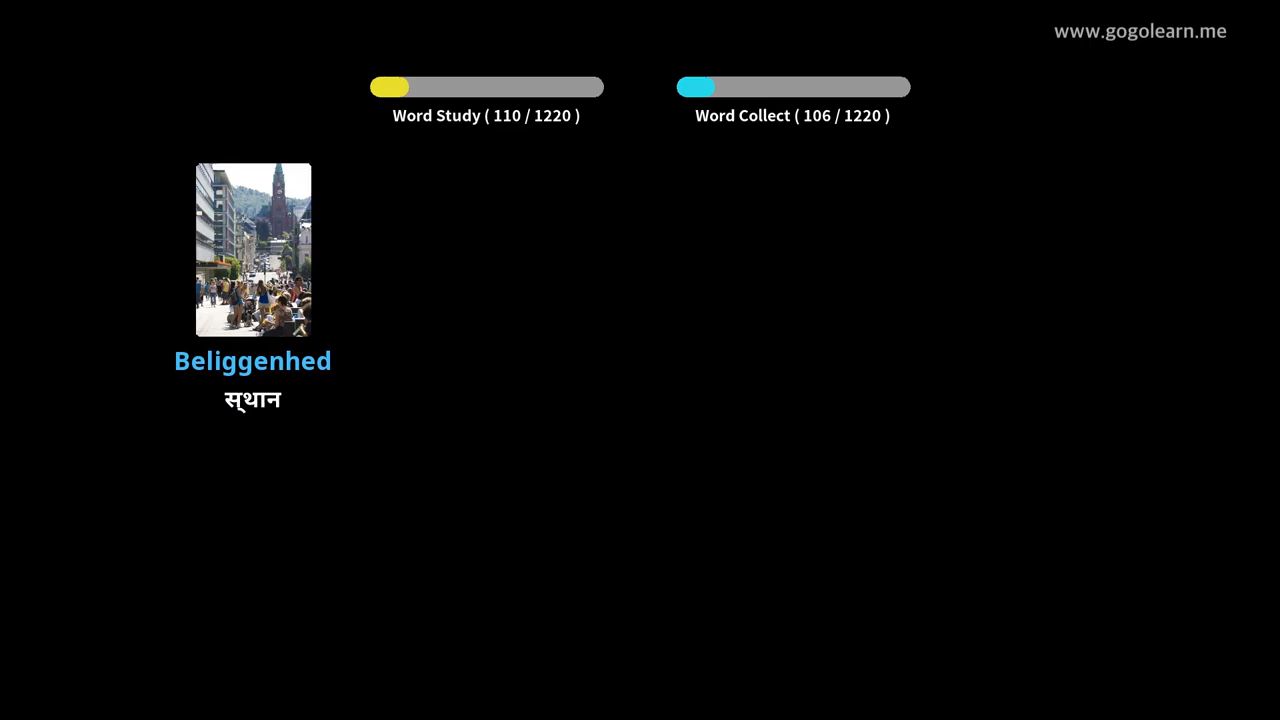 www.gogolearn.me
Word Study ( 110 / 1220 )
Word Collect ( 106 / 1220 )
Beliggenhed
स्थान